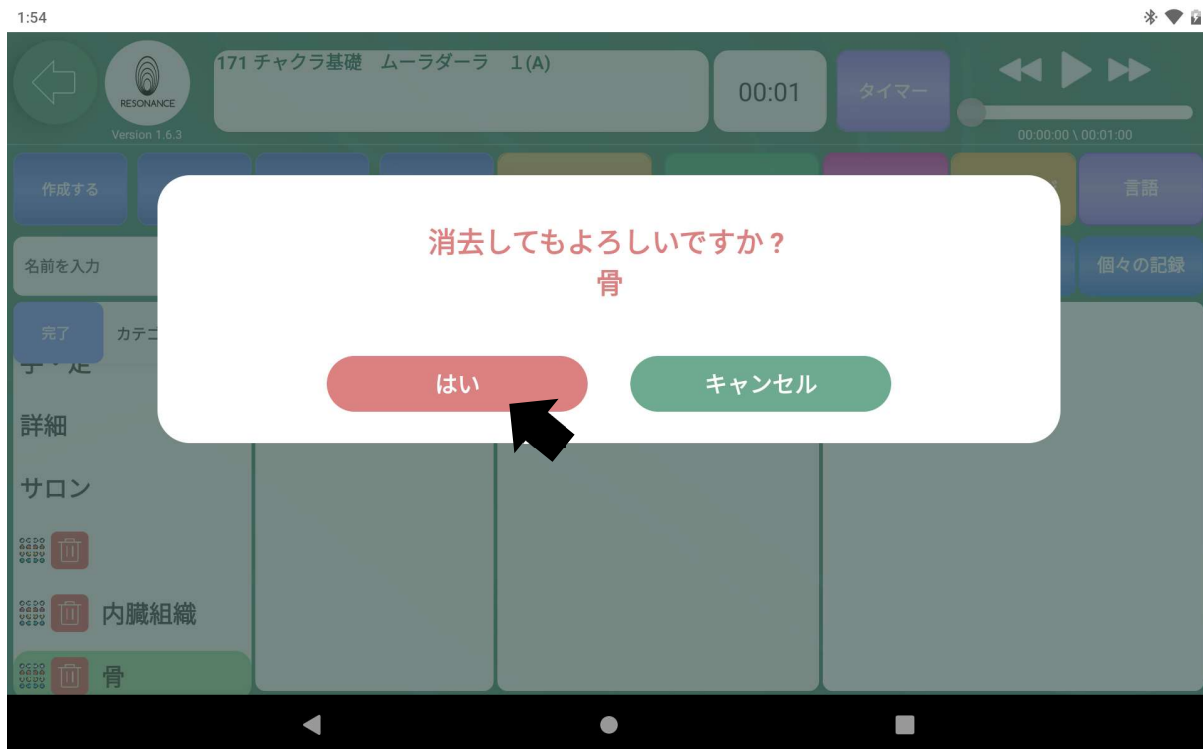 1:54
171 チャクラ基礎　ムーラダーラ　1(A)
RESONANCE
Version 1.6.3
00:01
タイマー
00:00:00 \ 00:01:00
作成する
言語
消去してもよろしいですか？
骨
名前を入力
個々の記録
完了
はい
キャンセル
詳細
サロン
内臓組織
骨